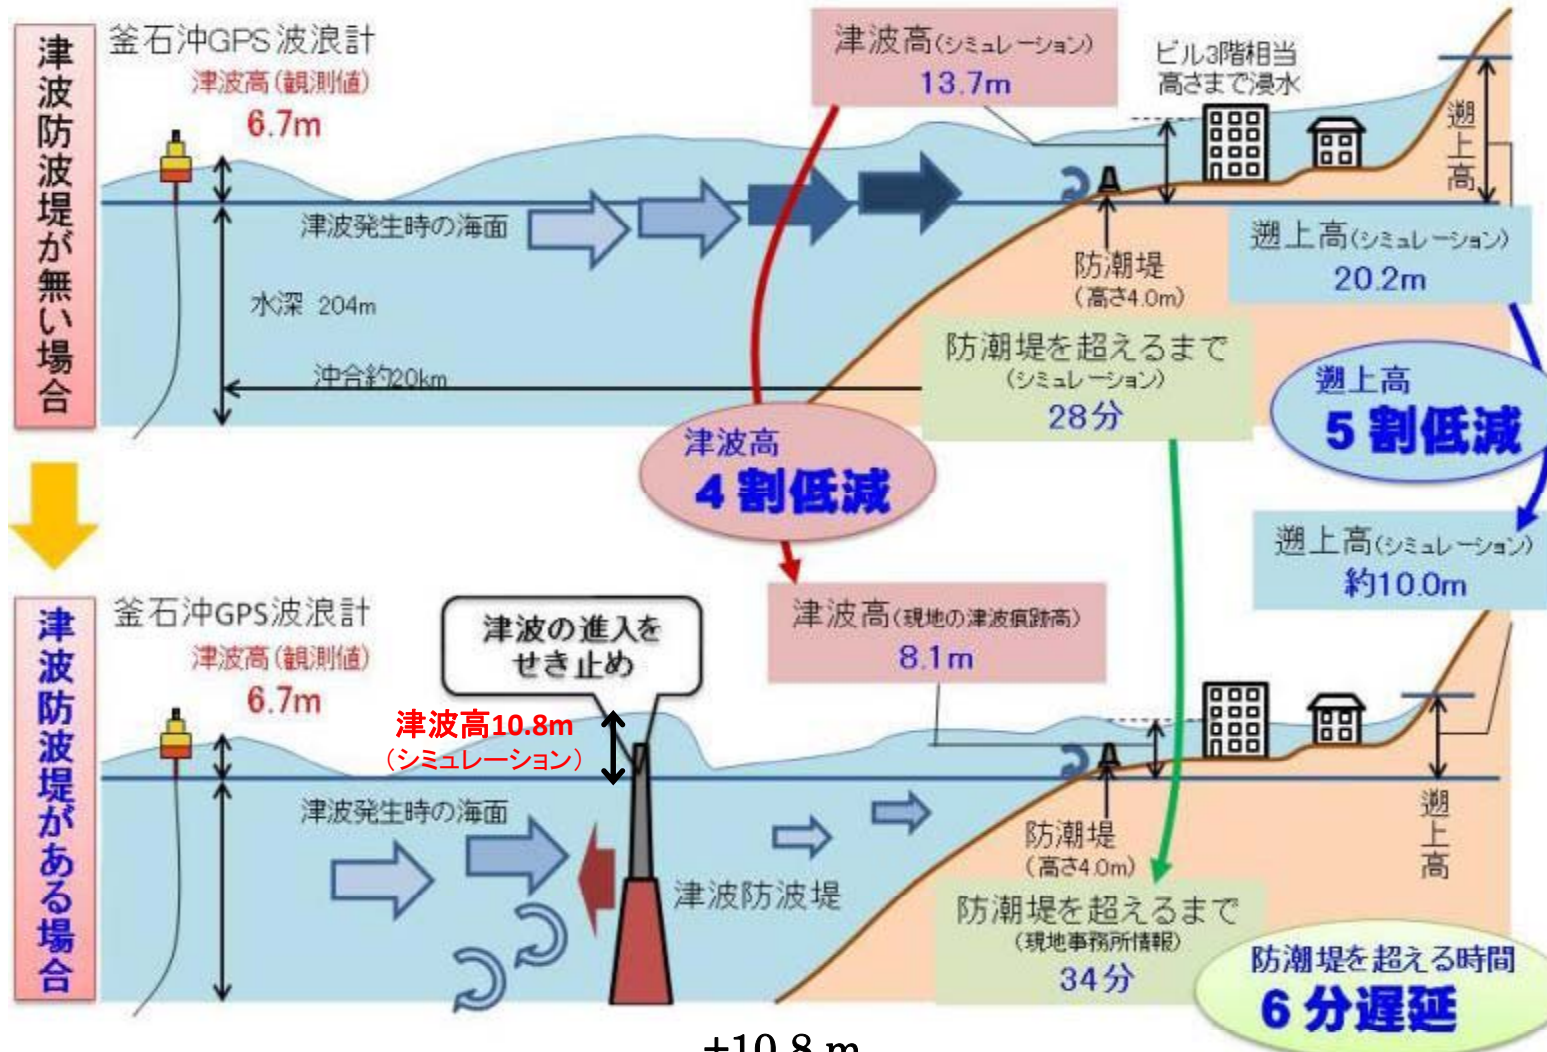 津波防波堤が無い場合
釜石沖GPS波浪計
津波高(観測値)
6.7m
津波高(シミュレーション)
13.7m
ビル3階相当
高さまで浸水
遡上高
津波発生時の海面
水深 204m
沖合約20km
防潮堤
(高さ4.0m)
遡上高(シミュレーション)
20.2m
防潮堤を超えるまで
(シミュレーション)
28分
遡上高
5割低減
津波高
4割低減
遡上高(シミュレーション)
約10.0m
津波防波堤がある場合
釜石沖GPS波浪計
津波高(観測値)
6.7m
津波の進入を
せき止め
津波高10.8m
(シミュレーション)
津波高(現地の津波痕跡高)
8.1m
津波発生時の海面
津波防波堤
防潮堤
(高さ4.0m)
遡上高
防潮堤を超えるまで
(現地事務所情報)
34分
防潮堤を超える時間
6分遅延
+10.8 m